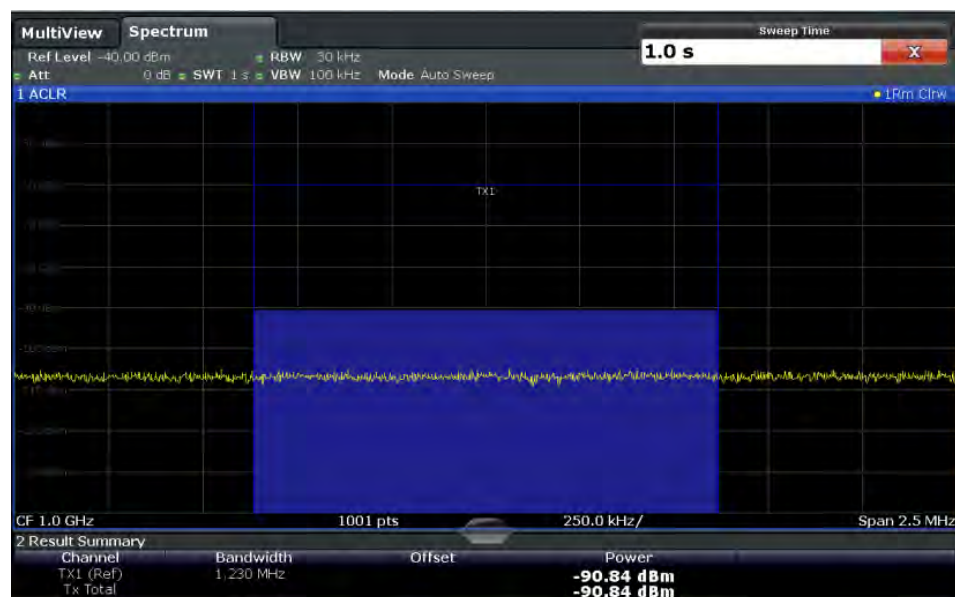 MultiView Spectrum
Sweep Time
1.0 s X
Ref Level -40.00 dBm RBW 30 kHz
Att 0 dB SWT 1 s VBW 100 kHz Mode Auto Sweep
1 ACLR 1Rm Clrw
TX1
CF 1.0 GHz 1001 pts 250.0 kHz/ Span 2.5 MHz
2 Result Summary
Channel Bandwidth Offset Power
TX1 (Ref) 1.230 MHz -90.84 dBm
Tx Total -90.84 dBm